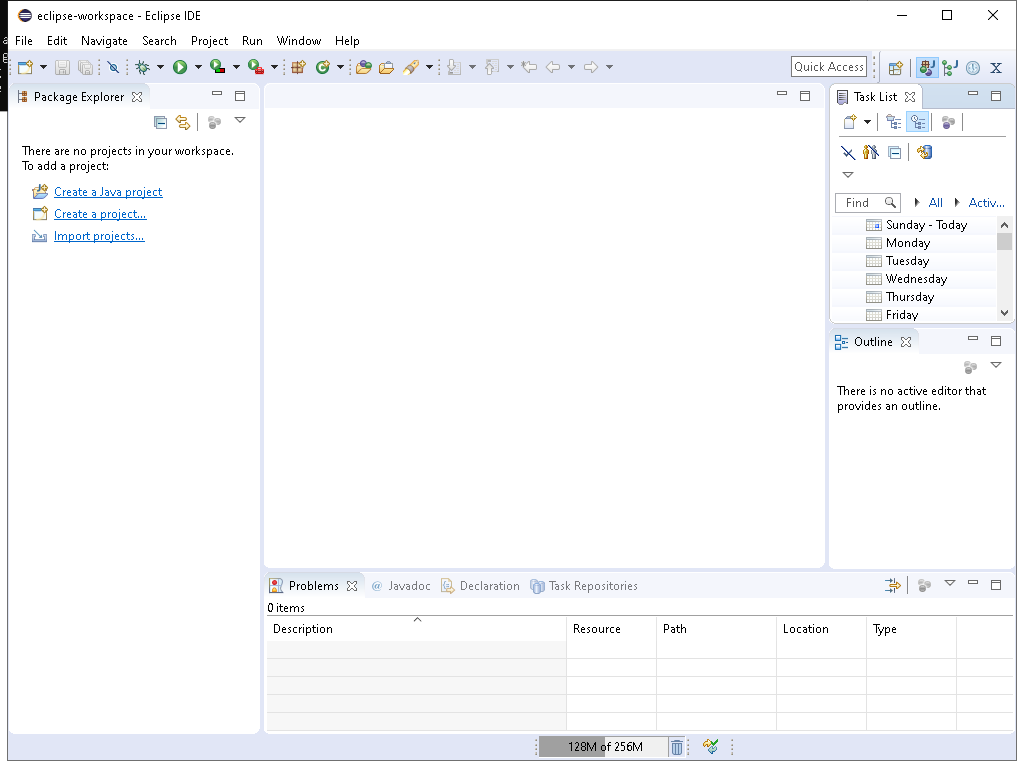 eclipse-workspace - Eclipse IDE
File Edit Navigate Search Project Run Window Help
Quick Access
Package Explorer
There are no projects in your workspace.
To add a project:
Create a Java project
Create a project...
Import projects...
Task List
Find All Activ...
Sunday - Today
Monday
Tuesday
Wednesday
Thursday
Friday
Outline
There is no active editor that
provides an outline.
Problems @ Javadoc Declaration Task Repositories
0 items
Description Resource Path Location Type
128M of 256M